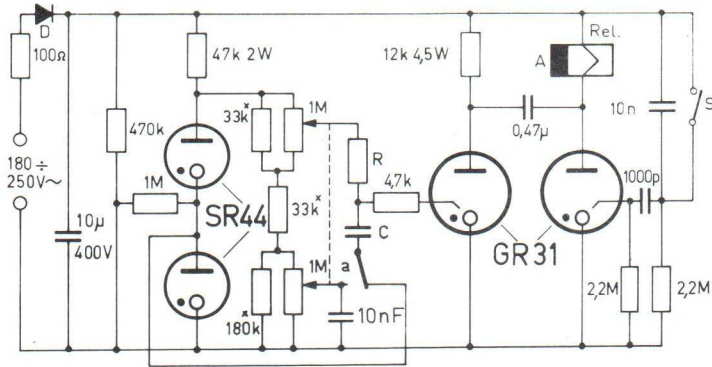 D
100Ω
180 ÷
250V~
10µ
400V
470k
1M
47k 2W
SR44
33k x
1M
33k x
x 180k
1M
a
10nF
R
C
4,7k
12k 4,5W
0,47µ
GR31
Rel.
A
10n
S
1000p
2,2M
2,2M